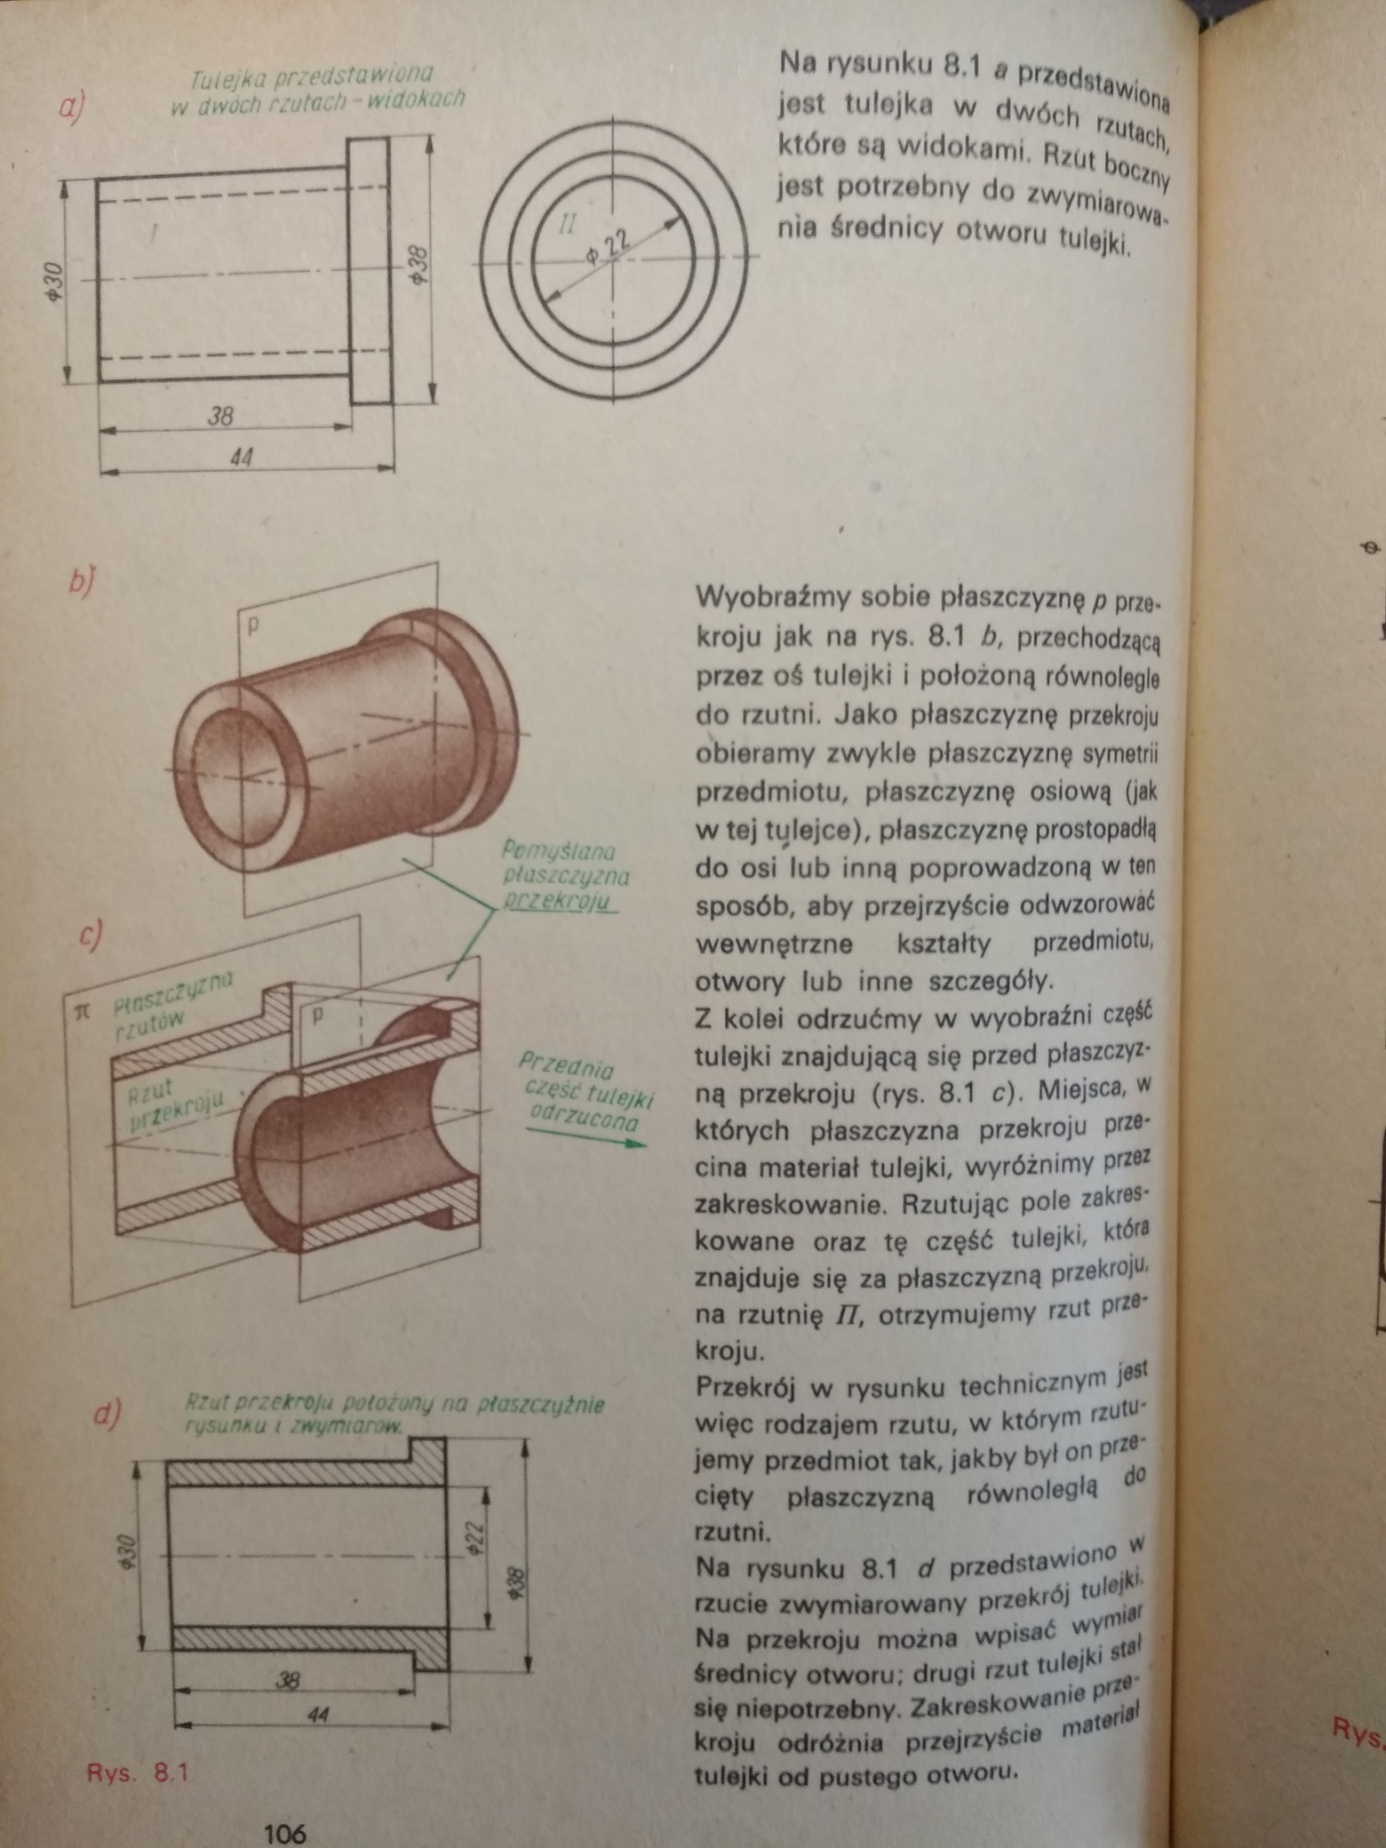 a)
Tulejka przedstawiona
w dwóch rzutach - widokach
I
II
ϕ30
ϕ38
ϕ22
38
44
Na rysunku 8.1 a przedstawiona
jest tulejka w dwóch rzutach,
które są widokami. Rzut boczny
jest potrzebny do zwymiarowa-
nia średnicy otworu tulejki.
b)
p
Pomyślana
płaszczyzna
przekroju
c)
π
Płaszczyzna
rzutów
p
Rzut
przekroju
Przednia
część tulejki
odrzucona
Wyobraźmy sobie płaszczyznę p prze-
kroju jak na rys. 8.1 b, przechodzącą
przez oś tulejki i położoną równolegle
do rzutni. Jako płaszczyznę przekroju
obieramy zwykle płaszczyznę symetrii
przedmiotu, płaszczyznę osiową (jak
w tej tulejce), płaszczyznę prostopadłą
do osi lub inną poprowadzoną w ten
sposób, aby przejrzyście odwzorować
wewnętrzne kształty przedmiotu,
otwory lub inne szczegóły.
Z kolei odrzućmy w wyobraźni część
tulejki znajdującą się przed płaszczyz-
ną przekroju (rys. 8.1 c). Miejsca, w
których płaszczyzna przekroju prze-
cina materiał tulejki, wyróżnimy przez
zakreskowanie. Rzutując pole zakres-
kowane oraz tę część tulejki, która
znajduje się za płaszczyzną przekroju,
na rzutnię Π, otrzymujemy rzut prze-
kroju.
Przekrój w rysunku technicznym jest
więc rodzajem rzutu, w którym rzutu-
jemy przedmiot tak, jakby był on prze-
cięty płaszczyzną równoległą do
rzutni.
Na rysunku 8.1 d przedstawiono w
rzucie zwymiarowany przekrój tulejki.
Na przekroju można wpisać wymiar
średnicy otworu; drugi rzut tulejki stał
się niepotrzebny. Zakreskowanie prze-
kroju odróżnia przejrzyście materiał
tulejki od pustego otworu.
d)
Rzut przekroju położony na płaszczyźnie
rysunku i zwymiarow.
ϕ30
ϕ22
ϕ38
38
44
Rys. 8.1
106
ϕ
Rys.